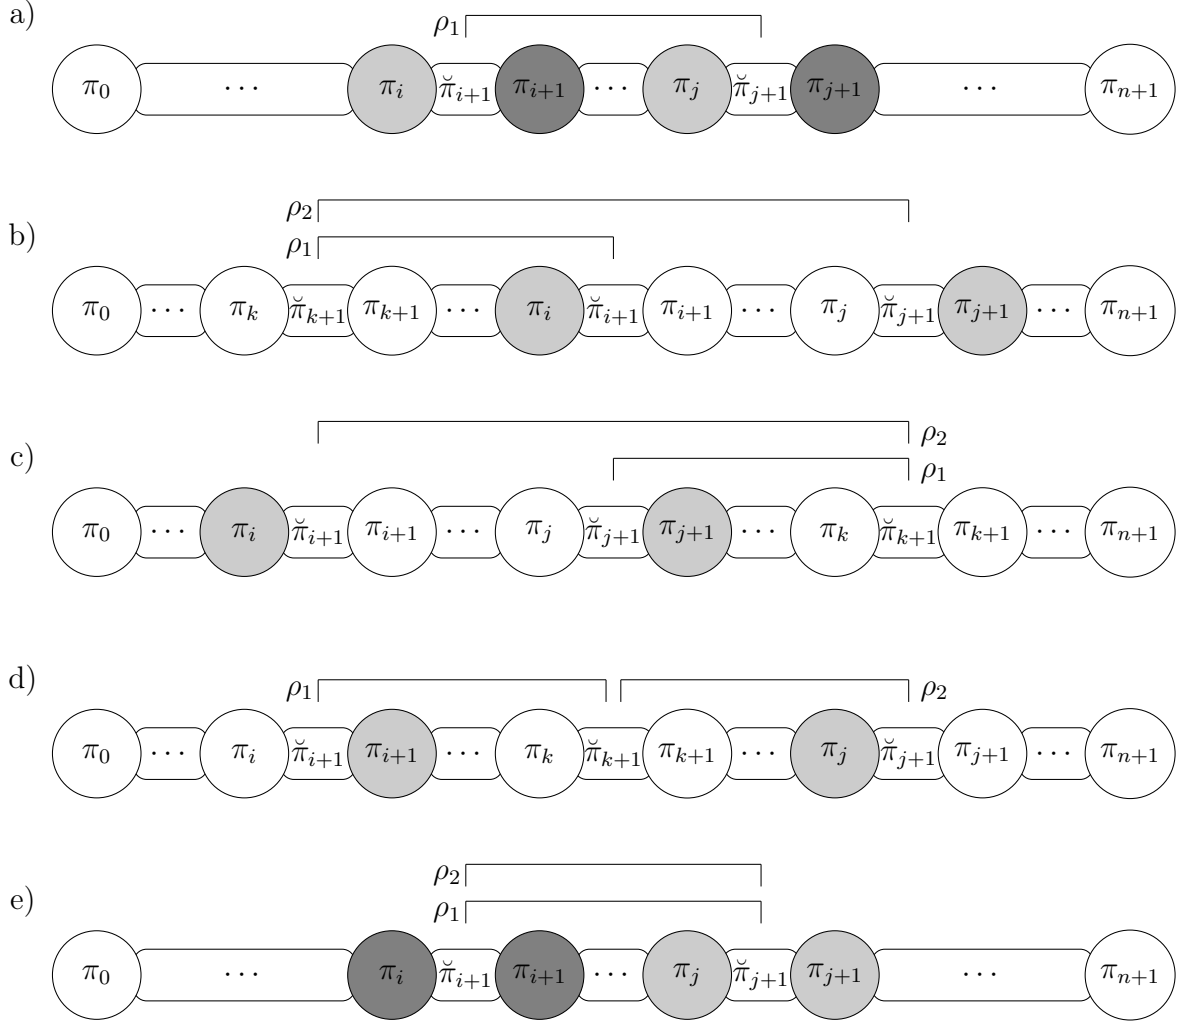 a) ρ₁
π₀ ⋯ πᵢ π̆ᵢ₊₁ πᵢ₊₁ ⋯ πⱼ π̆ⱼ₊₁ πⱼ₊₁ ⋯ πₙ₊₁
ρ₂
b) ρ₁
π₀ ⋯ πₖ π̆ₖ₊₁ πₖ₊₁ ⋯ πᵢ π̆ᵢ₊₁ πᵢ₊₁ ⋯ πⱼ π̆ⱼ₊₁ πⱼ₊₁ ⋯ πₙ₊₁
ρ₂
c) ρ₁
π₀ ⋯ πᵢ π̆ᵢ₊₁ πᵢ₊₁ ⋯ πⱼ π̆ⱼ₊₁ πⱼ₊₁ ⋯ πₖ π̆ₖ₊₁ πₖ₊₁ ⋯ πₙ₊₁
d) ρ₁ ρ₂
π₀ ⋯ πᵢ π̆ᵢ₊₁ πᵢ₊₁ ⋯ πₖ π̆ₖ₊₁ πₖ₊₁ ⋯ πⱼ π̆ⱼ₊₁ πⱼ₊₁ ⋯ πₙ₊₁
ρ₂
e) ρ₁
π₀ ⋯ πᵢ π̆ᵢ₊₁ πᵢ₊₁ ⋯ πⱼ π̆ⱼ₊₁ πⱼ₊₁ ⋯ πₙ₊₁